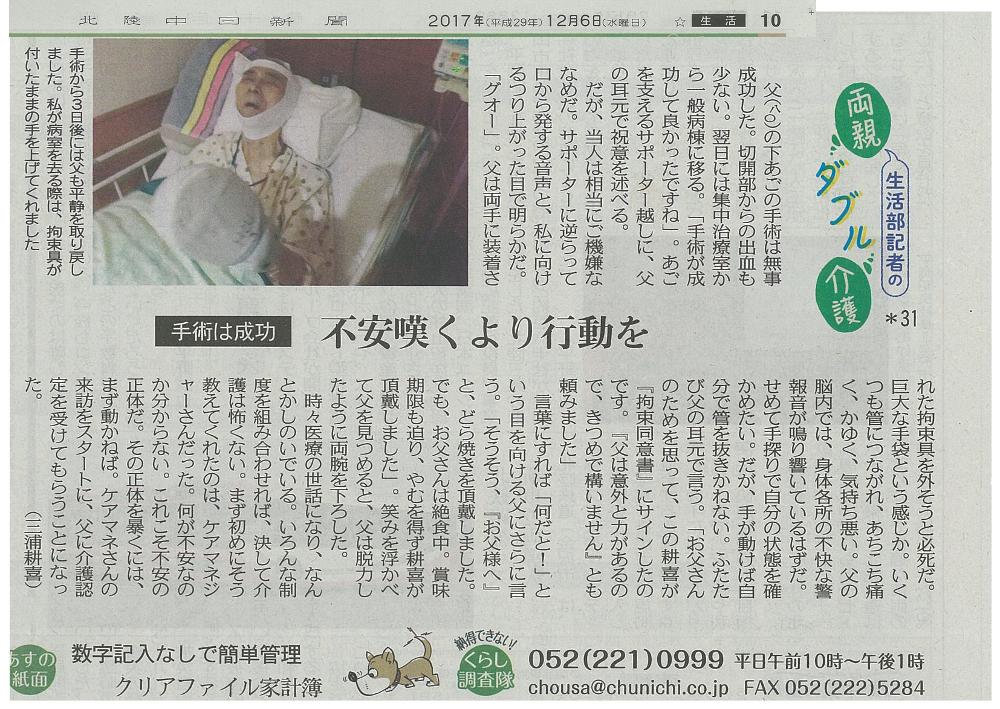 北陸中日新聞
2017年(平成29年)12月6日(水曜日)
☆ 生活 10
生活部記者の
両親
ダブル
介護
＊31
父(八〇)の下あごの手術は無事
成功した。切開部からの出血も
少ない。翌日には集中治療室か
ら一般病棟に移る。「手術が成
功して良かったですね」。あご
を支えるサポーター越しに、父
の耳元で祝意を述べる。
だが、当人は相当にご機嫌な
なめだ。サポーターに逆らって
口から発する音声と、私に向け
るつり上がった目で明らかだ。
「グオー」。父は両手に装着さ
手術から3日後には父も平静を取り戻し
ました。私が病室を去る際は、拘束具が
付いたままの手を上げてくれました
手術は成功
不安嘆くより行動を
れた拘束具を外そうと必死だ。
巨大な手袋という感じか。いく
つも管につながれ、あちこち痛
く、かゆく、気持ち悪い。父の
脳内では、身体各所の不快な警
報音が鳴り響いているはずだ。
せめて手探りで自分の状態を確
かめたい。だが、手が動けば自
分で管を抜きかねない。ふたた
び父の耳元で言う。「お父さん
のためを思って、この耕喜が
『拘束同意書』にサインしたの
です。『父は意外と力があるの
で、きつめで構いません』とも
頼みました」
言葉にすれば「何だと！」と
いう目を向ける父にさらに言
う。「そうそう、『お父様へ』
と、どら焼きを頂戴しました。
でも、お父さんは絶食中。賞味
期限も迫り、やむを得ず耕喜が
頂戴しました」。笑みを浮かべ
て父を見つめると、父は脱力し
たように両腕を下ろした。
時々医療の世話になり、なん
とかしのいでいる。いろんな制
度を組み合わせれば、決して介
護は怖くない。まず初めにそう
教えてくれたのは、ケアマネジ
ャーさんだった。何が不安なの
か分からない。これこそ不安の
正体だ。その正体を暴くには、
まず動かねば。ケアマネさんの
来訪をスタートに、父に介護認
定を受けてもらうことになっ
た。
(三浦耕喜)
あすの
紙面
数字記入なしで簡単管理
クリアファイル家計簿
納得できない!
くらし
調査隊
052(221)0999 平日午前10時～午後1時
chousa@chunichi.co.jp FAX 052(222)5284